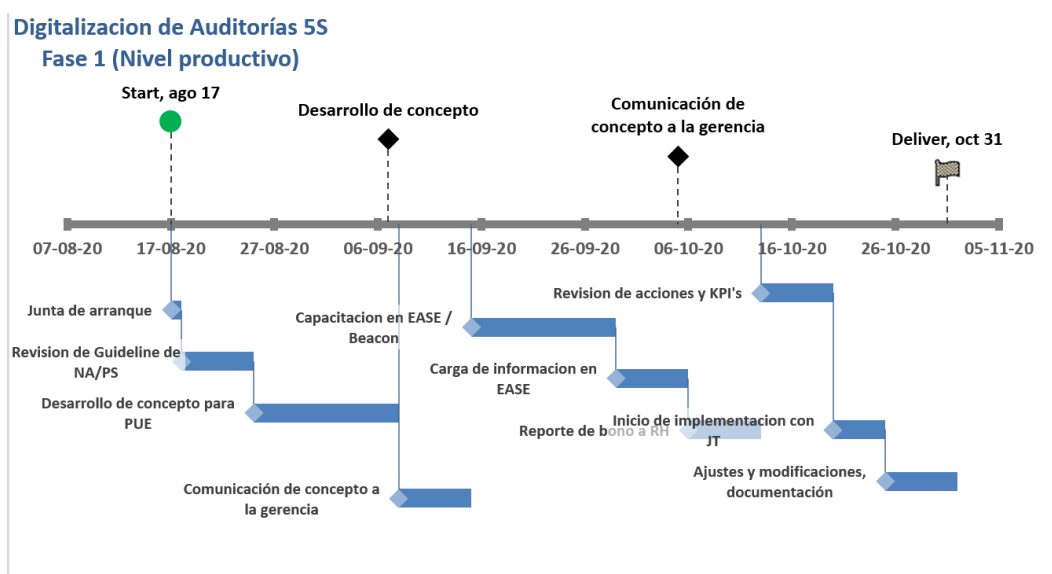 Digitalizacion de Auditorías 5S
Fase 1 (Nivel productivo)
Start, ago 17
Desarrollo de concepto
Comunicación de
concepto a la gerencia
Deliver, oct 31
07-08-20 17-08-20 27-08-20 06-09-20 16-09-20 26-09-20 06-10-20 16-10-20 26-10-20 05-11-20
Junta de arranque
Revision de Guideline de
NA/PS
Desarrollo de concepto para
PUE
Comunicación de concepto a
la gerencia
Capacitacion en EASE /
Beacon
Carga de informacion en
EASE
Reporte de bono a RH
Revision de acciones y KPI's
Inicio de implementacion con
JT
Ajustes y modificaciones,
documentación